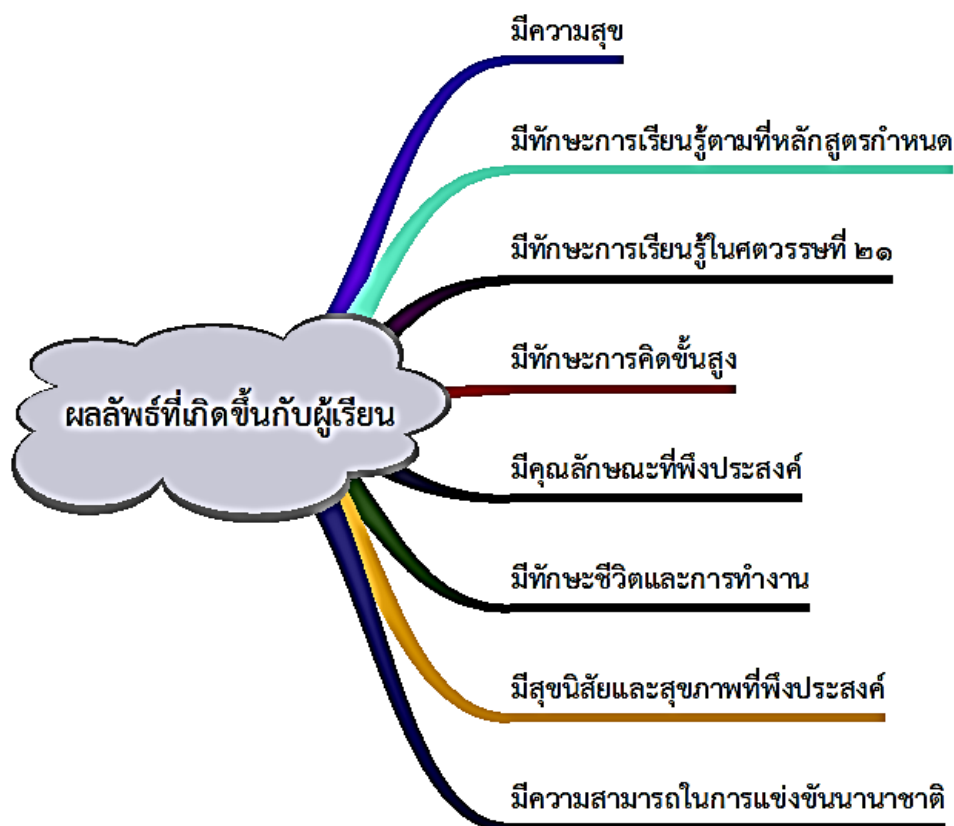 มีความสุข
มีทักษะการเรียนรู้ตามที่หลักสูตรกำหนด
มีทักษะการเรียนรู้ในศตวรรษที่ ๒๑
มีทักษะการคิดขั้นสูง
ผลลัพธ์ที่เกิดขึ้นกับผู้เรียน
มีคุณลักษณะที่พึงประสงค์
มีทักษะชีวิตและการทำงาน
มีสุขนิสัยและสุขภาพที่พึงประสงค์
มีความสามารถในการแข่งขันนานาชาติ